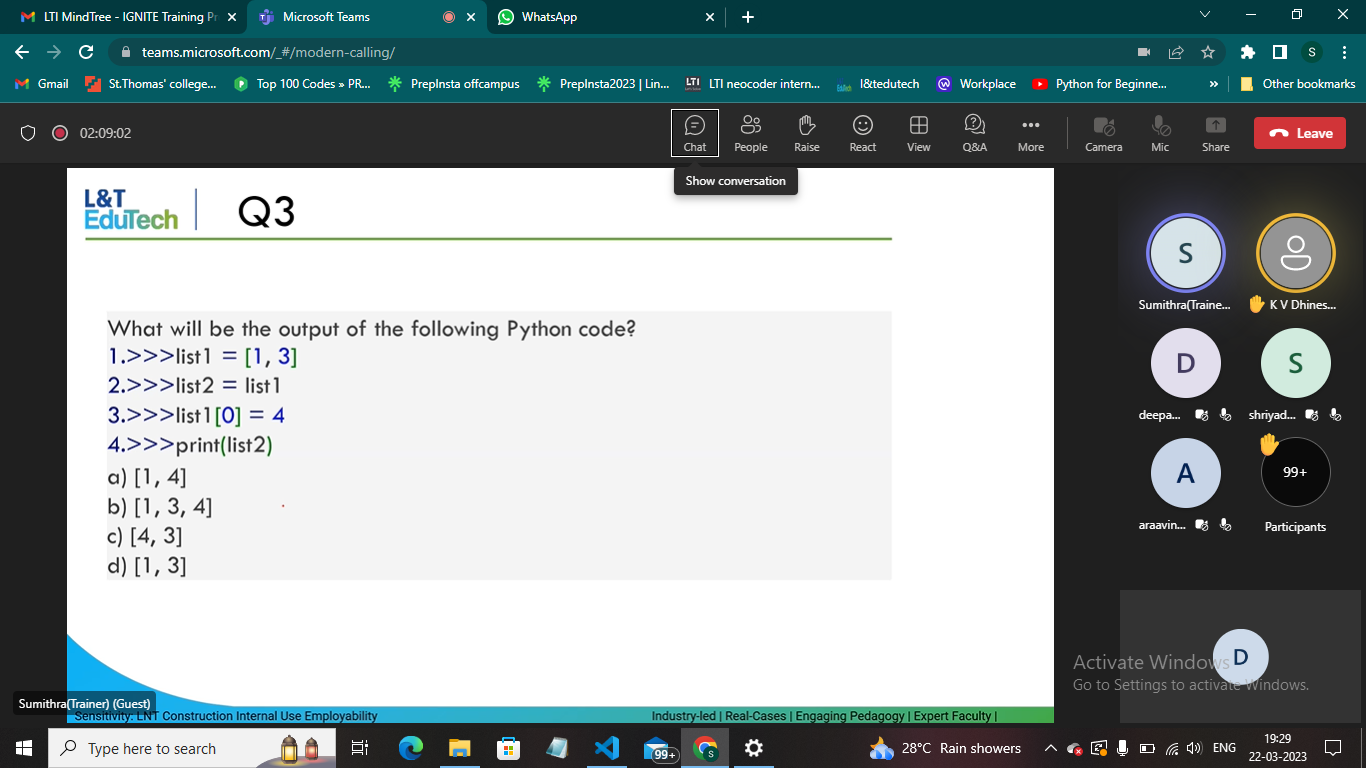 LTI MindTree - IGNITE Training Pr
Microsoft Teams
WhatsApp
teams.microsoft.com/_#/modern-calling/
S
Gmail
St.Thomas' college...
Top 100 Codes » PR...
PrepInsta offcampus
PrepInsta2023 | Lin...
LTI neocoder intern...
l&tedutech
Workplace
Python for Beginne...
»
Other bookmarks
02:09:02
Chat
People
Raise
React
View
Q&A
More
Camera
Mic
Share
Leave
Show conversation
L&T
EduTech
Q3
What will be the output of the following Python code?
1.>>>list1 = [1, 3]
2.>>>list2 = list1
3.>>>list1[0] = 4
4.>>>print(list2)
a) [1, 4]
b) [1, 3, 4]
c) [4, 3]
d) [1, 3]
S
Sumithra(Traine...
K V Dhines...
D
S
deepa...
shriyad...
A
99+
araavin...
Participants
D
Activate Windows
Go to Settings to activate Windows.
Sumithra(Trainer) (Guest)
Sensitivity: LNT Construction Internal Use Employability
Industry-led | Real-Cases | Engaging Pedagogy | Expert Faculty |
Type here to search
99+
S
28°C Rain showers
ENG
19:29
22-03-2023